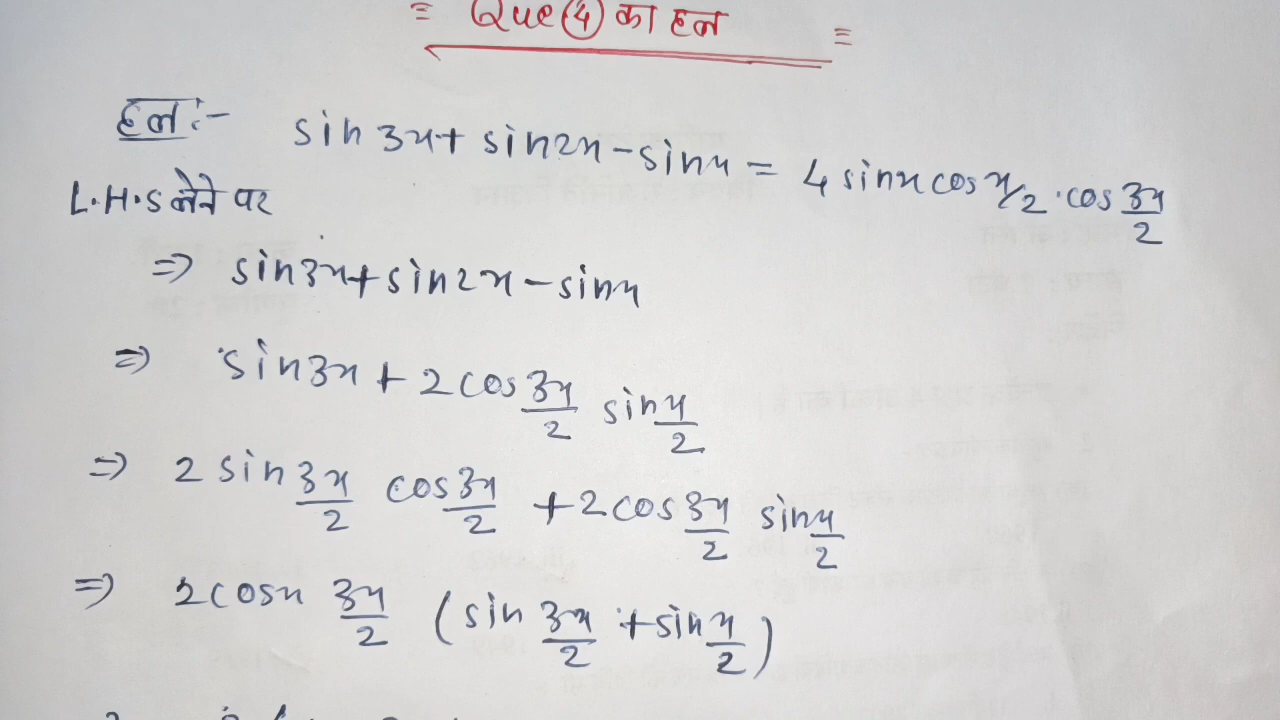 = Que (4) का हल =
हल :- sin 3x + sin 2x - sin x = 4 sin x cos x/2 . cos 3x/2
L.H.S लेने पर
=> sin 3x + sin 2x - sin x
=> sin 3x + 2 cos 3x/2 sin x/2
=> 2 sin 3x/2 cos 3x/2 + 2 cos 3x/2 sin x/2
=> 2 cosx 3x/2 (sin 3x/2 + sin x/2)